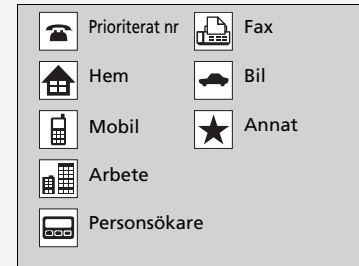 Prioriterat nr Fax
Hem Bil
Mobil Annat
Arbete
Personsökare